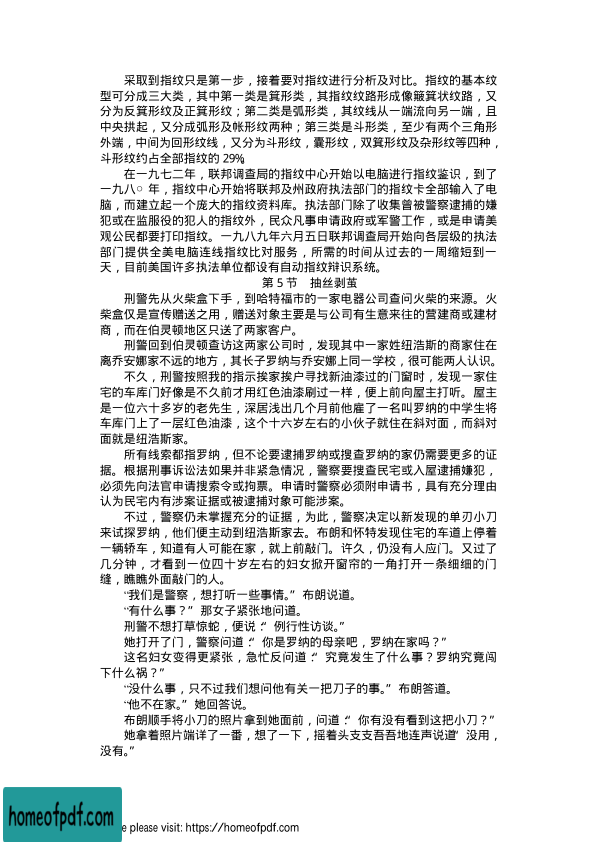 采取到指纹只是第一步，接着要对指纹进行分析及对比。指纹的基本纹
型可分成三大类，其中第一类是箕形类，其指纹纹路形成像簸箕状纹路，又
分为反箕形纹及正箕形纹；第二类是弧形类，其纹线从一端流向另一端，且
中央拱起，又分成弧形及帐形纹两种；第三类是斗形类，至少有两个三角形
外端，中间为回形纹线，又分为斗形纹，囊形纹，双箕形纹及杂形纹等四种，
斗形纹约占全部指纹的 29%。
在一九七二年，联邦调查局的指纹中心开始以电脑进行指纹鉴识，到了
一九八○ 年，指纹中心开始将联邦及州政府执法部门的指纹卡全部输入了电
脑，而建立起一个庞大的指纹资料库。执法部门除了收集曾被警察逮捕的嫌
犯或在监服役的犯人的指纹外，民众凡事申请政府或军警工作，或是申请美
观公民都要打印指纹。一九八九年六月五日联邦调查局开始向各层级的执法
部门提供全美电脑连线指纹比对服务，所需的时间从过去的一周缩短到一
天，目前美国许多执法单位都设有自动指纹辩识系统。
第 5 节　抽丝剥茧
刑警先从火柴盒下手，到哈特福市的一家电器公司查问火柴的来源。火
柴盒仅是宣传赠送之用，赠送对象主要是与公司有生意来往的营建商或建材
商，而在伯灵顿地区只送了两家客户。
刑警回到伯灵顿查访这两家公司时，发现其中一家姓纽浩斯的商家住在
离乔安娜家不远的地方，其长子罗纳与乔安娜上同一学校，很可能两人认识。
不久，刑警按照我的指示挨家挨户寻找新油漆过的门窗时，发现一家住
宅的车库门好像是不久前才用红色油漆刷过一样，便上前向屋主打听。屋主
是一位六十多岁的老先生，深居浅出几个月前他雇了一名叫罗纳的中学生将
车库门上了一层红色油漆，这个十六岁左右的小伙子就住在斜对面，而斜对
面就是纽浩斯家。
所有线索都指罗纳，但不论要逮捕罗纳或搜查罗纳的家仍需要更多的证
据。根据刑事诉讼法如果并非紧急情况，警察要搜查民宅或入屋逮捕嫌犯，
必须先向法官申请搜索令或拘票。申请时警察必须附申请书，具有充分理由
认为民宅内有涉案证据或被逮捕对象可能涉案。
不过，警察仍未掌握充分的证据，为此，警察决定以新发现的单刃小刀
来试探罗纳，他们便主动到纽浩斯家去。布朗和怀特发现住宅的车道上停着
一辆轿车，知道有人可能在家，就上前敲门。许久，仍没有人应门。又过了
几分钟，才看到一位四十岁左右的妇女掀开窗帘的一角打开一条细细的门
缝，瞧瞧外面敲门的人。
“我们是警察，想打听一些事情。”布朗说道。
“有什么事？”那女子紧张地问道。
刑警不想打草惊蛇，便说：“例行性访谈。”
她打开了门，警察问道：“你是罗纳的母亲吧，罗纳在家吗？”
这名妇女变得更紧张，急忙反问道：“究竟发生了什么事？罗纳究竟闯
下什么祸？”
“没什么事，只不过我们想问他有关一把刀子的事。”布朗答道。
“他不在家。”她回答说。
布朗顺手将小刀的照片拿到她面前，问道：“你有没有看到这把小刀？”
她拿着照片端详了一番，想了一下，摇着头支支吾吾地连声说道“没用，
没有。”
homeofpdf.com
e please visit: https://homeofpdf.com